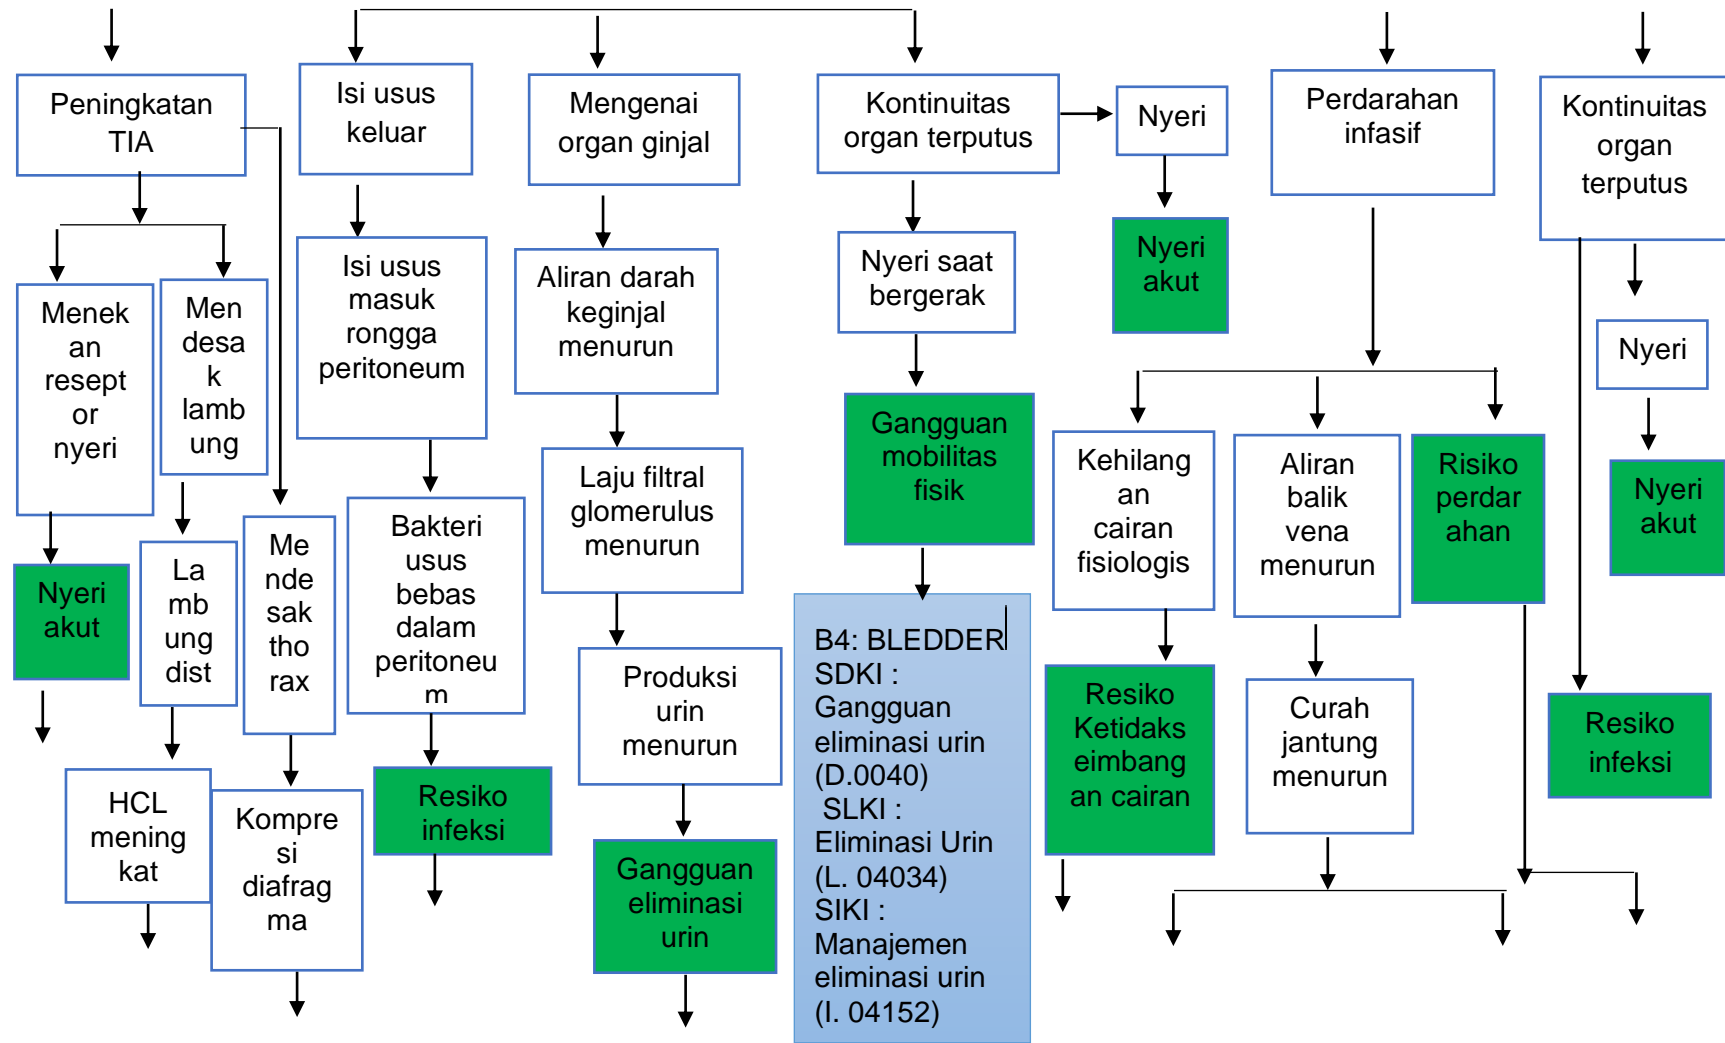 Peningkatan
TIA
Isi usus
keluar
Mengenai
organ ginjal
Kontinuitas
organ terputus
Nyeri
Perdarahan
infasif
Kontinuitas
organ
terputus
Menek
an
resept
or
nyeri
Men
desa
k
lamb
ung
Isi usus
masuk
rongga
peritoneum
Aliran darah
keginjal
menurun
Nyeri saat
bergerak
Nyeri
akut
Nyeri
Nyeri
akut
La
mb
ung
dist
Me
nde
sak
tho
rax
Bakteri
usus
bebas
dalam
peritoneu
m
Laju filtral
glomerulus
menurun
Gangguan
mobilitas
fisik
Kehilang
an
cairan
fisiologis
Aliran
balik
vena
menurun
Risiko
perdar
ahan
Nyeri
akut
HCL
mening
kat
Kompre
si
diafrag
ma
Resiko
infeksi
Produksi
urin
menurun
Gangguan
eliminasi
urin
B4: BLEDDER
SDKI :
Gangguan
eliminasi urin
(D.0040)
SLKI :
Eliminasi Urin
(L. 04034)
SIKI :
Manajemen
eliminasi urin
(I. 04152)
Resiko
Ketidaks
eimbang
an cairan
Curah
jantung
menurun
Resiko
infeksi